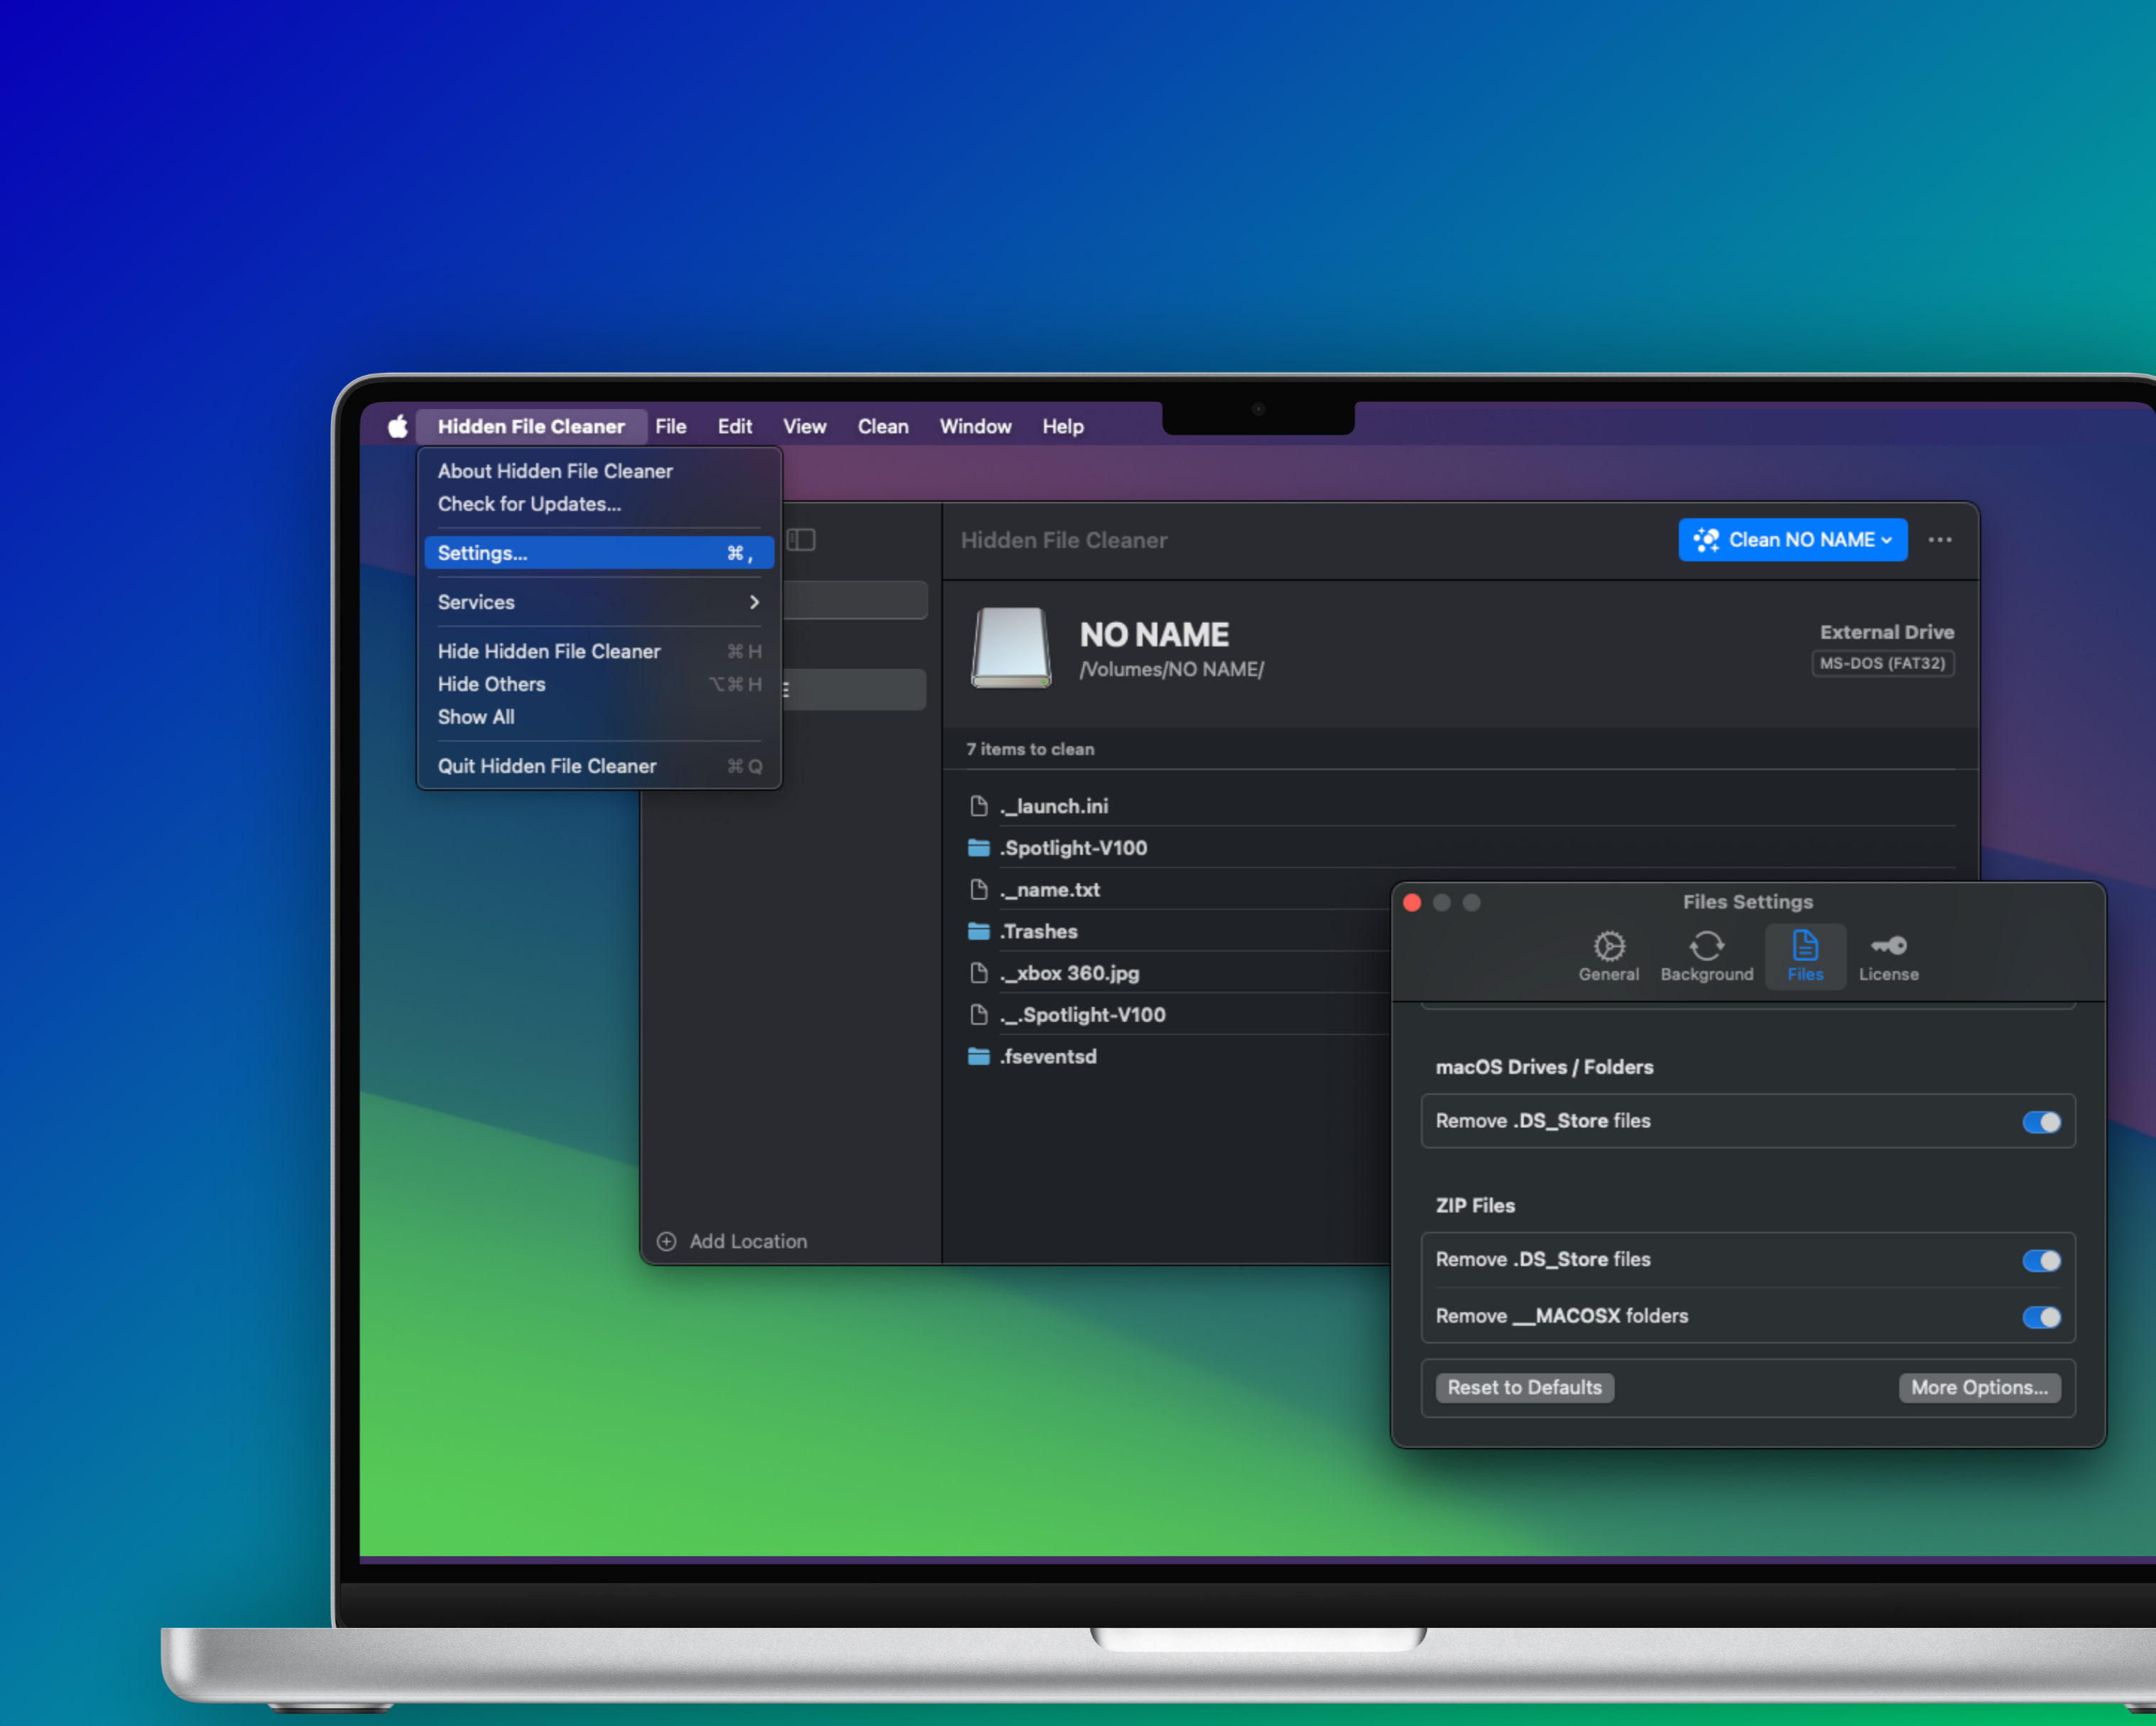 Hidden File Cleaner File Edit View Clean Window Help
About Hidden File Cleaner
Check for Updates...
Settings... ⌘ ,
Services
Hide Hidden File Cleaner ⌘ H
Hide Others ⌥ ⌘ H
Show All
Quit Hidden File Cleaner ⌘ Q
Add Location
Hidden File Cleaner
Clean NO NAME
NO NAME
/Volumes/NO NAME/
External Drive
MS-DOS (FAT32)
7 items to clean
._launch.ini
.Spotlight-V100
._name.txt
.Trashes
._xbox 360.jpg
._.Spotlight-V100
.fseventsd
Files Settings
General Background Files License
macOS Drives / Folders
Remove .DS_Store files
ZIP Files
Remove .DS_Store files
Remove __MACOSX folders
Reset to Defaults More Options...